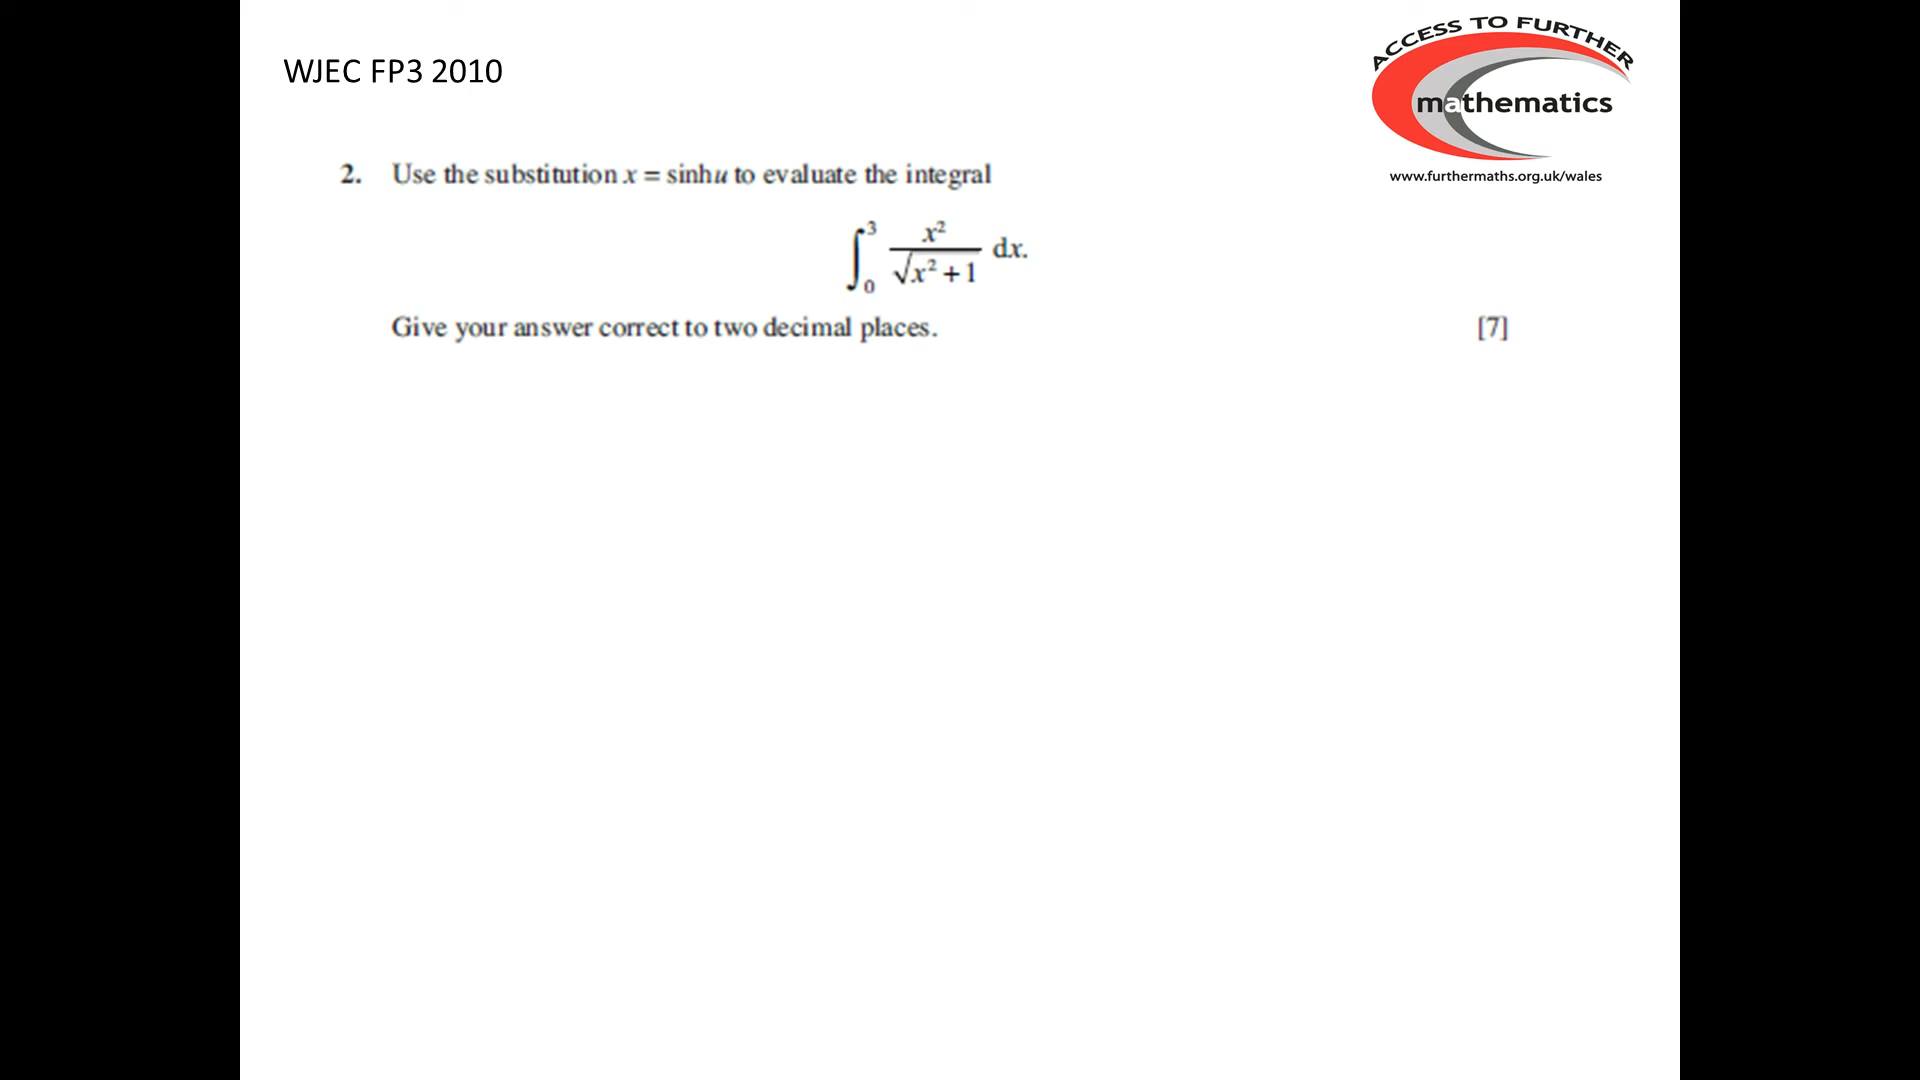 WJEC FP3 2010
ACCESS TO FURTHER
mathematics
www.furthermaths.org.uk/wales
2. Use the substitution x = sinhu to evaluate the integral
∫₀³ x²/√(x² + 1) dx.
Give your answer correct to two decimal places. [7]